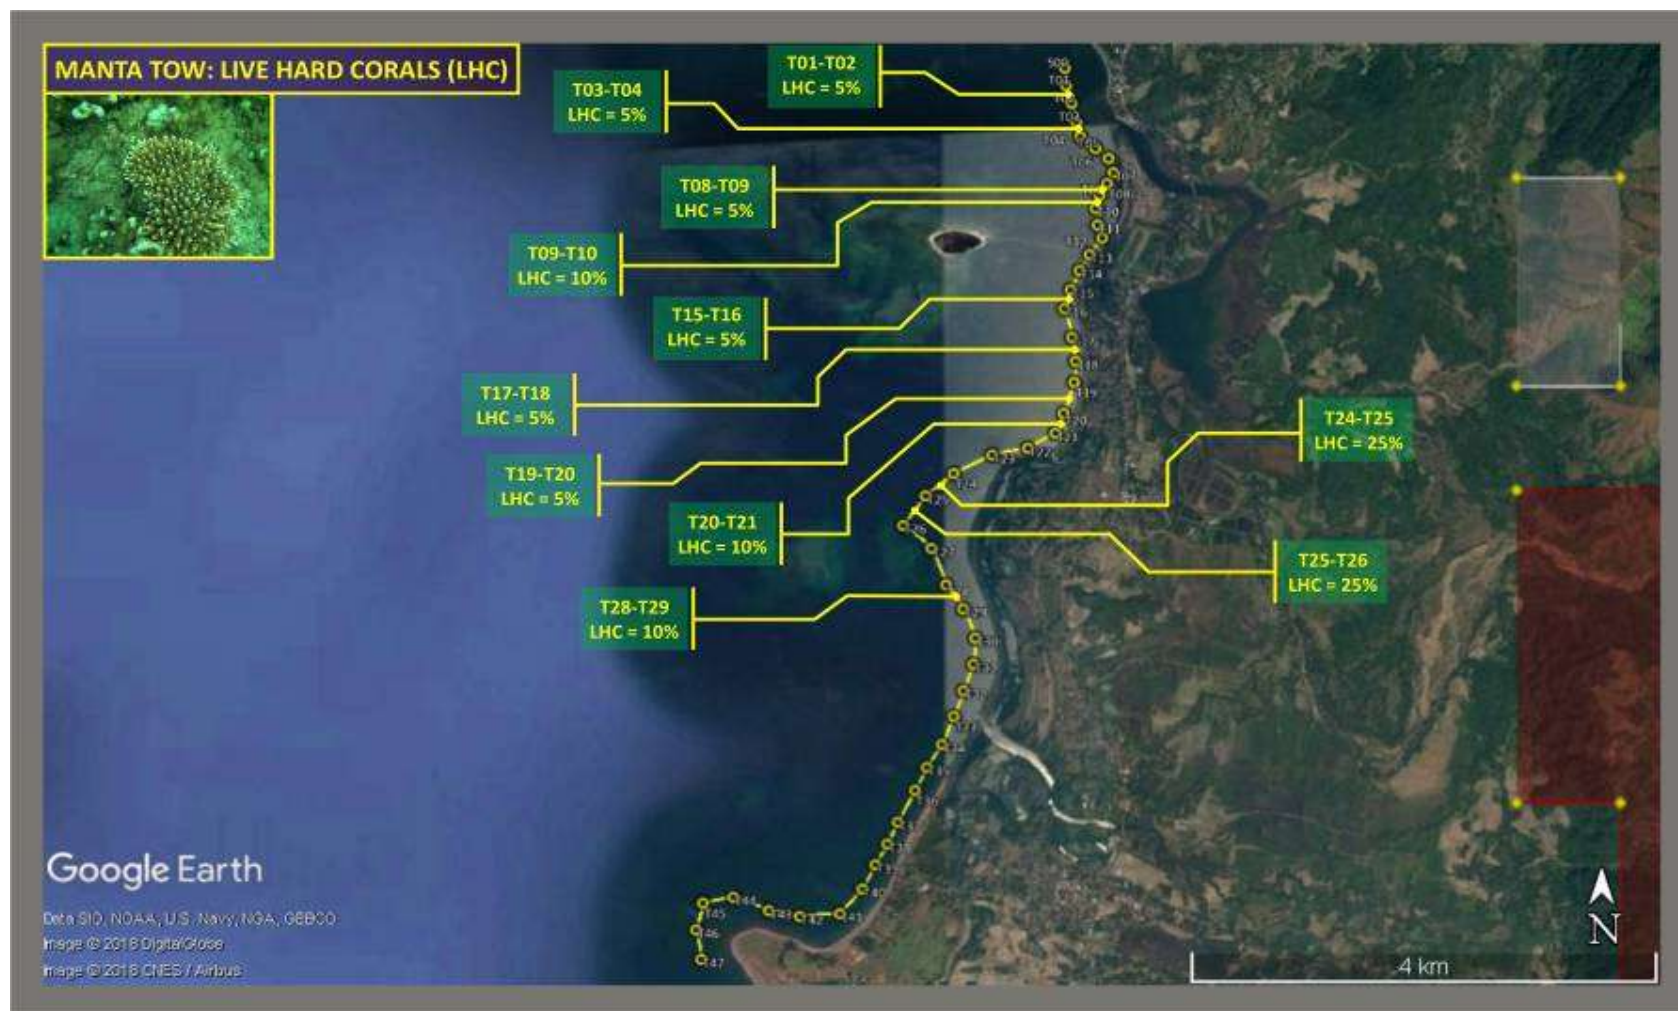 MANTA TOW: LIVE HARD CORALS (LHC)
T01-T02
LHC = 5%
T03-T04
LHC = 5%
T08-T09
LHC = 5%
T09-T10
LHC = 10%
T15-T16
LHC = 5%
T17-T18
LHC = 5%
T19-T20
LHC = 5%
T20-T21
LHC = 10%
T24-T25
LHC = 25%
T25-T26
LHC = 25%
T28-T29
LHC = 10%
T45
T46
T47
Google Earth
Data SIO, NOAA, U.S. Navy, NGA, GEBCO
Image © 2018 DigitalGlobe
Image © 2018 CNES / Airbus
N
4 km